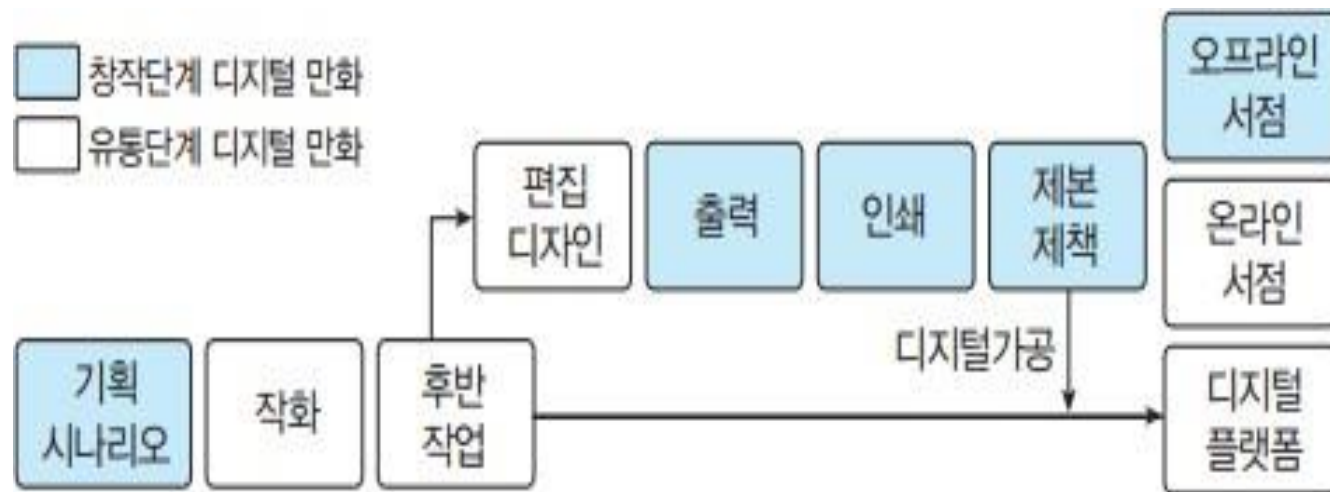 창작단계 디지털 만화
유통단계 디지털 만화
오프라인
서점
편집
디자인
출력
인쇄
제본
제책
온라인
서점
디지털가공
기획
시나리오
작화
후반
작업
디지털
플랫폼